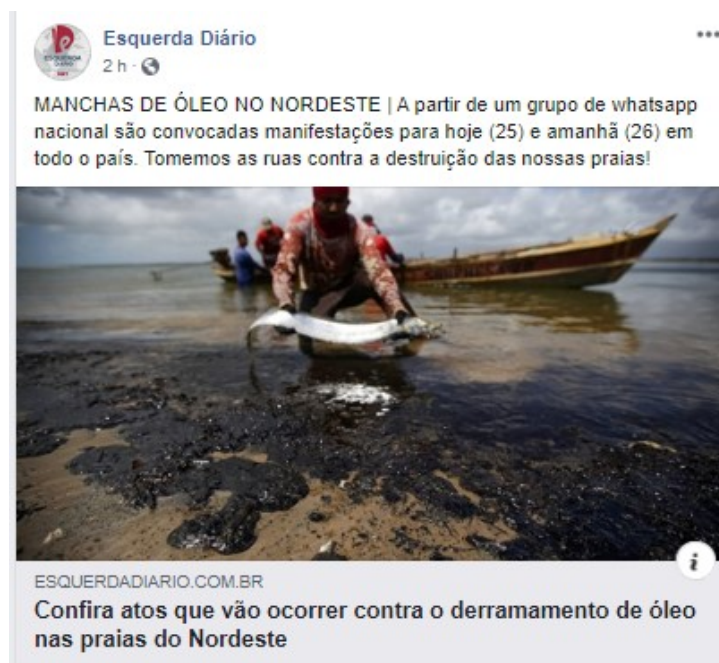 Esquerda Diário
2 h
MANCHAS DE ÓLEO NO NORDESTE | A partir de um grupo de whatsapp
nacional são convocadas manifestações para hoje (25) e amanhã (26) em
todo o país. Tomemos as ruas contra a destruição das nossas praias!
ESQUERDADIARIO.COM.BR
Confira atos que vão ocorrer contra o derramamento de óleo
nas praias do Nordeste